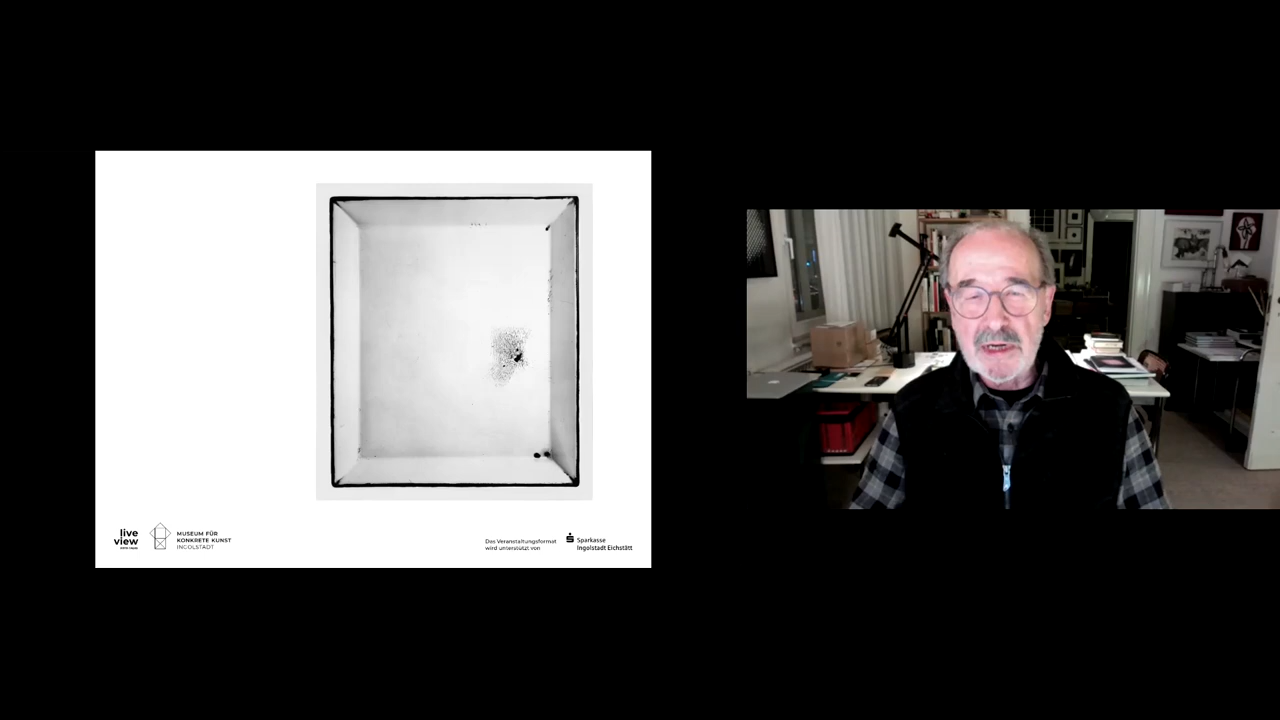 live
view
MUSEUM FÜR
KONKRETE KUNST
INGOLSTADT
Das Veranstaltungsformat
wird unterstützt von
Sparkasse
Ingolstadt Eichstätt